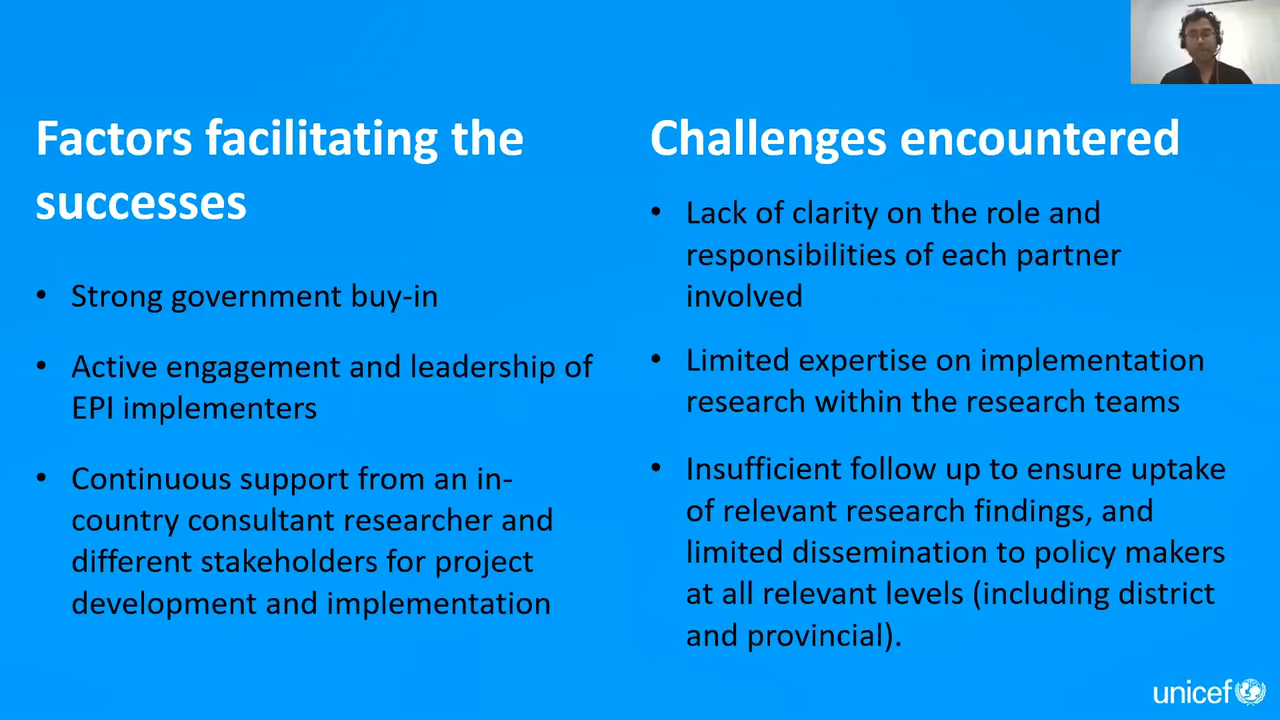 Factors facilitating the
successes
• Strong government buy-in
• Active engagement and leadership of
EPI implementers
• Continuous support from an in-
country consultant researcher and
different stakeholders for project
development and implementation
Challenges encountered
• Lack of clarity on the role and
responsibilities of each partner
involved
• Limited expertise on implementation
research within the research teams
• Insufficient follow up to ensure uptake
of relevant research findings, and
limited dissemination to policy makers
at all relevant levels (including district
and provincial).
unicef